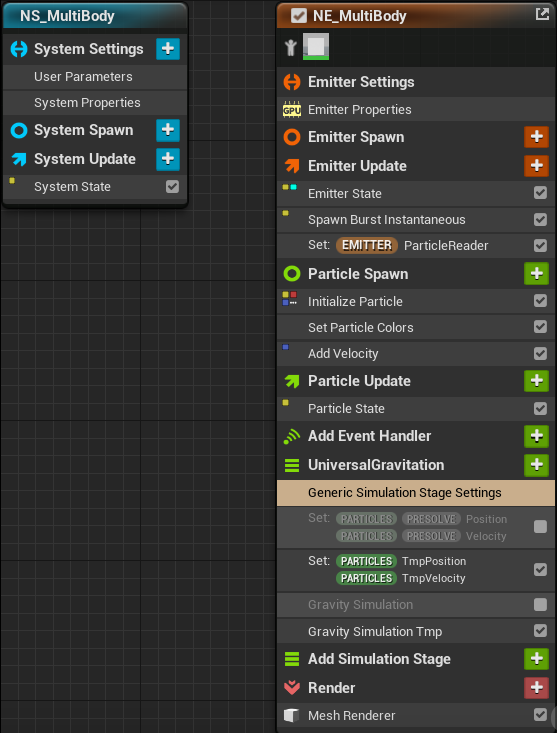 NS_MultiBody
System Settings
User Parameters
System Properties
System Spawn
System Update
System State
NE_MultiBody
Emitter Settings
GPU Emitter Properties
Emitter Spawn
Emitter Update
Emitter State
Spawn Burst Instantaneous
Set: EMITTER ParticleReader
Particle Spawn
Initialize Particle
Set Particle Colors
Add Velocity
Particle Update
Particle State
Add Event Handler
UniversalGravitation
Generic Simulation Stage Settings
Set: PARTICLES PRESOLVE Position
PARTICLES PRESOLVE Velocity
Set: PARTICLES TmpPosition
PARTICLES TmpVelocity
Gravity Simulation
Gravity Simulation Tmp
Add Simulation Stage
Render
Mesh Renderer